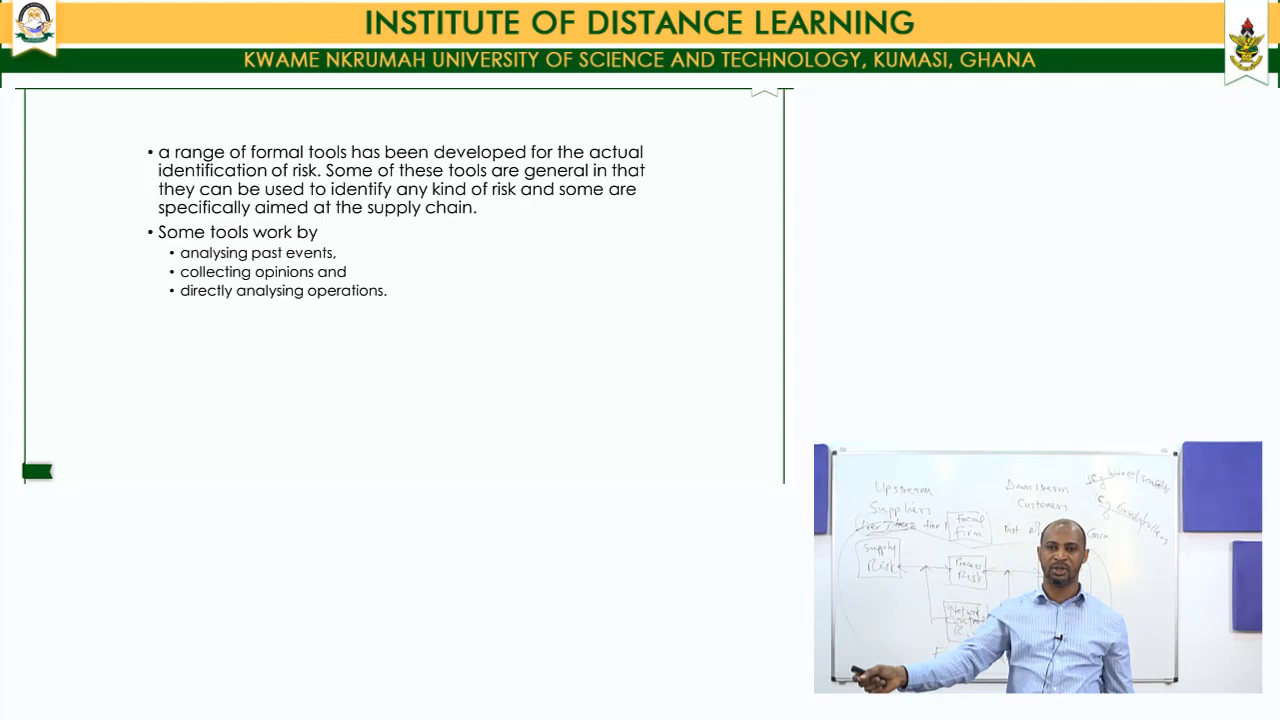 INSTITUTE OF DISTANCE LEARNING
KWAME NKRUMAH UNIVERSITY OF SCIENCE AND TECHNOLOGY, KUMASI, GHANA
• a range of formal tools has been developed for the actual
identification of risk. Some of these tools are general in that
they can be used to identify any kind of risk and some are
specifically aimed at the supply chain.
• Some tools work by
• analysing past events,
• collecting opinions and
• directly analysing operations.
Upstream
Suppliers
Downstream
Customers
Focal
Firm
Supply
Risk
Process
Risk